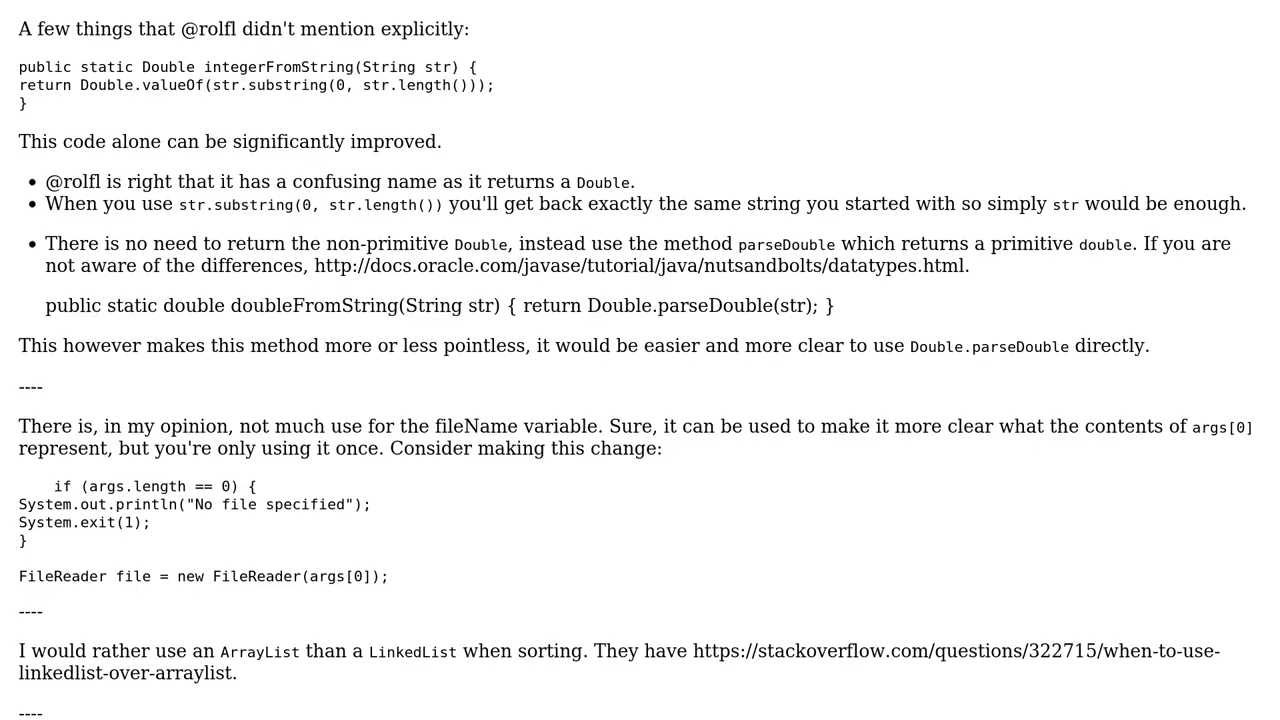 A few things that @rolfl didn't mention explicitly:
public static Double integerFromString(String str) {
return Double.valueOf(str.substring(0, str.length()));
}
This code alone can be significantly improved.
• @rolfl is right that it has a confusing name as it returns a Double.
• When you use str.substring(0, str.length()) you'll get back exactly the same string you started with so simply str would be enough.
• There is no need to return the non-primitive Double, instead use the method parseDouble which returns a primitive double. If you are
not aware of the differences, http://docs.oracle.com/javase/tutorial/java/nutsandbolts/datatypes.html.
public static double doubleFromString(String str) { return Double.parseDouble(str); }
This however makes this method more or less pointless, it would be easier and more clear to use Double.parseDouble directly.
----
There is, in my opinion, not much use for the fileName variable. Sure, it can be used to make it more clear what the contents of args[0]
represent, but you're only using it once. Consider making this change:
if (args.length == 0) {
System.out.println("No file specified");
System.exit(1);
}
FileReader file = new FileReader(args[0]);
----
I would rather use an ArrayList than a LinkedList when sorting. They have https://stackoverflow.com/questions/322715/when-to-use-
linkedlist-over-arraylist.
----